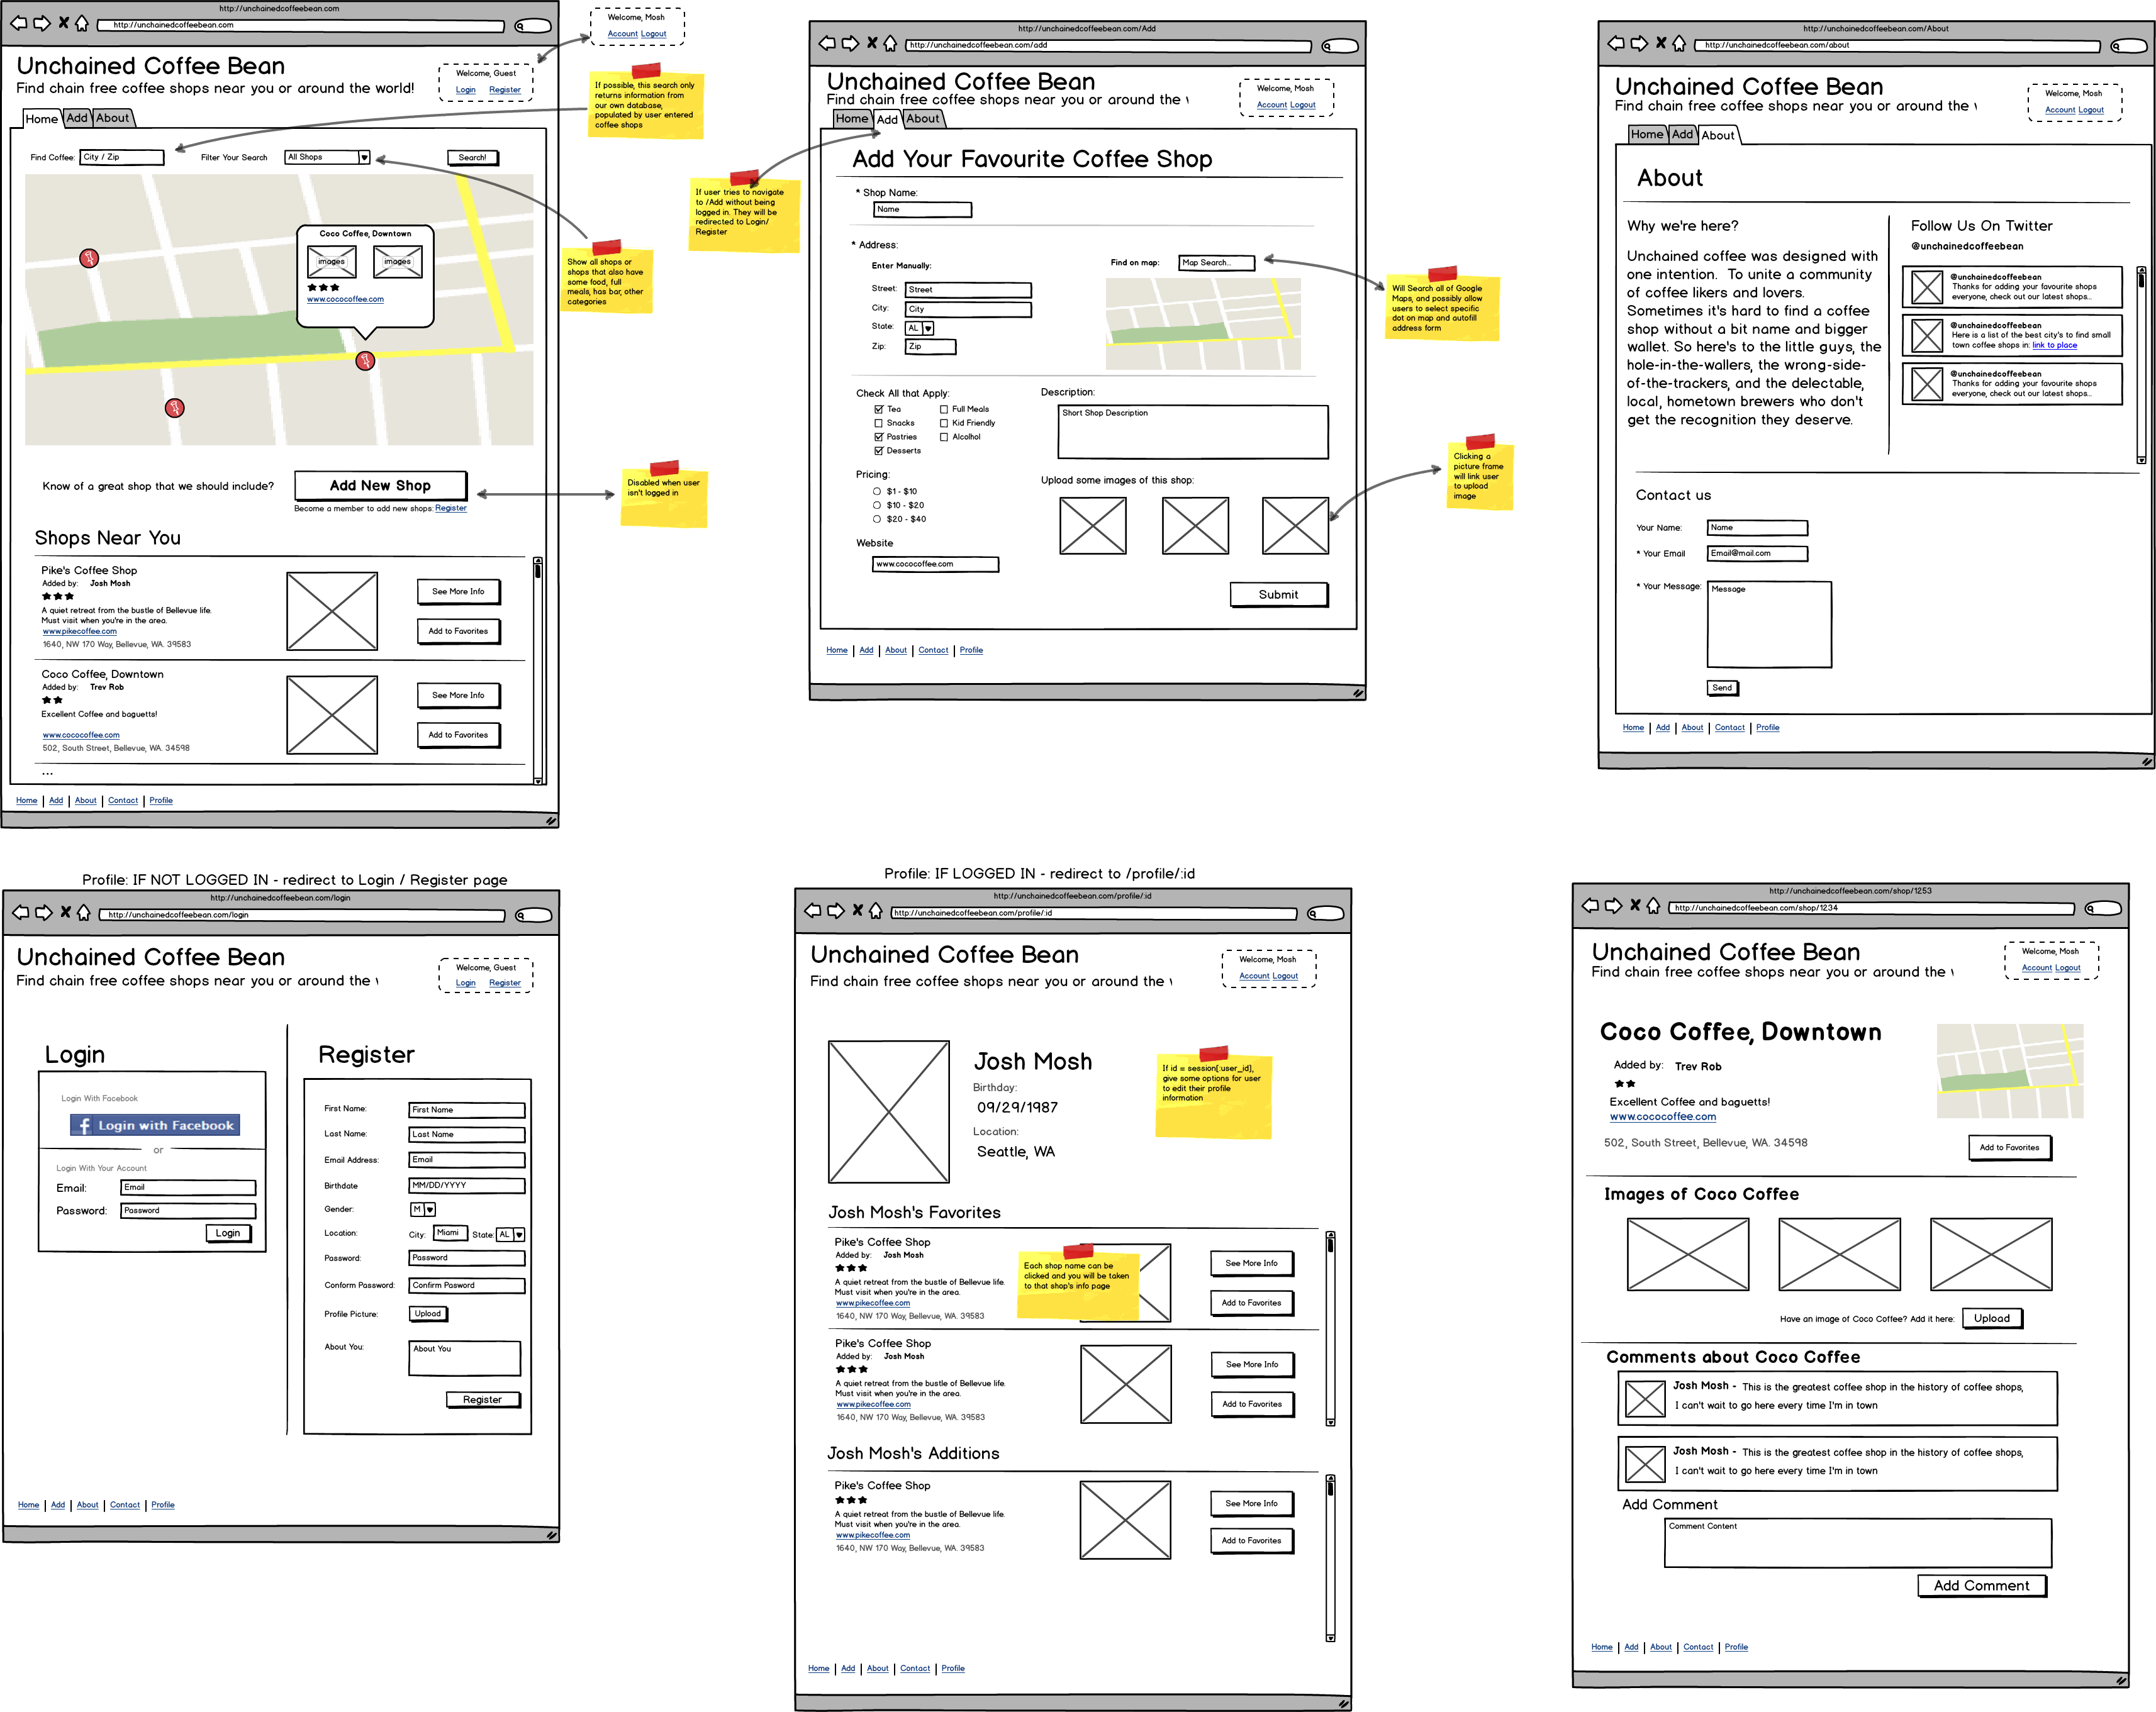 http://unchainedcoffeebean.com
http://unchainedcoffeebean.com
Unchained Coffee Bean
Find chain free coffee shops near you or around the world!
Welcome, Guest
Login Register
Welcome, Mosh
Account Logout
Home Add About
Find Coffee: City / Zip Filter Your Search All Shops Search!
Coco Coffee, Downtown
images images
www.cococoffee.com
Know of a great shop that we should include? Add New Shop
Become a member to add new shops: Register
Shops Near You
Pike's Coffee Shop
Added by: Josh Mosh
A quiet retreat from the bustle of Bellevue life.
Must visit when you're in the area.
www.pikecoffee.com
1640, NW 170 Way, Bellevue, WA. 39583
See More Info
Add to Favorites
Coco Coffee, Downtown
Added by: Trev Rob
Excellent Coffee and baguetts!
www.cococoffee.com
502, South Street, Bellevue, WA. 34598
See More Info
Add to Favorites
...
Home | Add | About | Contact | Profile
If possible, this search only
returns information from
our own database,
populated by user entered
coffee shops
Show all shops or
shops that also have
some food, full
meals, has bar, other
categories
Disabled when user
isn't logged in
If user tries to navigate
to /Add without being
logged in. They will be
redirected to Login/
Register
http://unchainedcoffeebean.com/Add
http://unchainedcoffeebean.com/add
Unchained Coffee Bean
Find chain free coffee shops near you or around the
Welcome, Mosh
Account Logout
Home Add About
Add Your Favourite Coffee Shop
* Shop Name:
Name
* Address:
Enter Manually:
Street: Street
City: City
State: AL
Zip: Zip
Find on map: Map Search...
Check All that Apply:
Tea Full Meals
Snacks Kid Friendly
Pastries Alcolhol
Desserts
Description:
Short Shop Description
Pricing:
$1 - $10
$10 - $20
$20 - $40
Upload some images of this shop:
Website
www.cococoffee.com
Submit
Home | Add | About | Contact | Profile
Will Search all of Google
Maps, and possibly allow
users to select specific
dot on map and autofill
address form
Clicking a
picture frame
will link user
to upload
image
http://unchainedcoffeebean.com/About
http://unchainedcoffeebean.com/about
Unchained Coffee Bean
Find chain free coffee shops near you or around the
Welcome, Mosh
Account Logout
Home Add About
About
Why we're here?
Unchained coffee was designed with
one intention. To unite a community
of coffee likers and lovers.
Sometimes it's hard to find a coffee
shop without a bit name and bigger
wallet. So here's to the little guys, the
hole-in-the-wallers, the wrong-side-
of-the-trackers, and the delectable,
local, hometown brewers who don't
get the recognition they deserve.
Follow Us On Twitter
@unchainedcoffeebean
@unchainedcoffeebean
Thanks for adding your favourite shops
everyone, check out our latest shops...
@unchainedcoffeebean
Here is a list of the best city's to find small
town coffee shops in: link to place
@unchainedcoffeebean
Thanks for adding your favourite shops
everyone, check out our latest shops...
Contact us
Your Name: Name
* Your Email Email@mail.com
* Your Message: Message
Send
Home | Add | About | Contact | Profile
Profile: IF NOT LOGGED IN - redirect to Login / Register page
http://unchainedcoffeebean.com/login
http://unchainedcoffeebean.com/login
Unchained Coffee Bean
Find chain free coffee shops near you or around the
Welcome, Guest
Login Register
Login
Login With Facebook
f Login with Facebook
or
Login With Your Account
Email: Email
Password: Password
Login
Register
First Name: First Name
Last Name: Last Name
Email Address: Email
Birthdate MM/DD/YYYY
Gender: M
Location: City: Miami State: AL
Password: Password
Conform Password: Confirm Pasword
Profile Picture: Upload
About You: About You
Register
Home | Add | About | Contact | Profile
Profile: IF LOGGED IN - redirect to /profile/:id
http://unchainedcoffeebean.com/profile/:id
http://unchainedcoffeebean.com/profile/:id
Unchained Coffee Bean
Find chain free coffee shops near you or around the
Welcome, Mosh
Account Logout
Josh Mosh
Birthday:
09/29/1987
Location:
Seattle, WA
If id = session[:user_id],
give some options for user
to edit their profile
information
Josh Mosh's Favorites
Pike's Coffee Shop
Added by: Josh Mosh
A quiet retreat from the bustle of Bellevue life.
Must visit when you're in the area.
www.pikecoffee.com
1640, NW 170 Way, Bellevue, WA. 39583
Each shop name can be
clicked and you will be taken
to that shop's info page
See More Info
Add to Favorites
Pike's Coffee Shop
Added by: Josh Mosh
A quiet retreat from the bustle of Bellevue life.
Must visit when you're in the area.
www.pikecoffee.com
1640, NW 170 Way, Bellevue, WA. 39583
See More Info
Add to Favorites
Josh Mosh's Additions
Pike's Coffee Shop
A quiet retreat from the bustle of Bellevue life.
Must visit when you're in the area.
www.pikecoffee.com
1640, NW 170 Way, Bellevue, WA. 39583
See More Info
Add to Favorites
Home | Add | About | Contact | Profile
http://unchainedcoffeebean.com/shop/1253
http://unchainedcoffeebean.com/shop/1234
Unchained Coffee Bean
Find chain free coffee shops near you or around the
Welcome, Mosh
Account Logout
Coco Coffee, Downtown
Added by: Trev Rob
Excellent Coffee and baguetts!
www.cococoffee.com
502, South Street, Bellevue, WA. 34598
Add to Favorites
Images of Coco Coffee
Have an image of Coco Coffee? Add it here: Upload
Comments about Coco Coffee
Josh Mosh - This is the greatest coffee shop in the history of coffee shops,
I can't wait to go here every time I'm in town
Josh Mosh - This is the greatest coffee shop in the history of coffee shops,
I can't wait to go here every time I'm in town
Add Comment
Comment Content
Add Comment
Home | Add | About | Contact | Profile